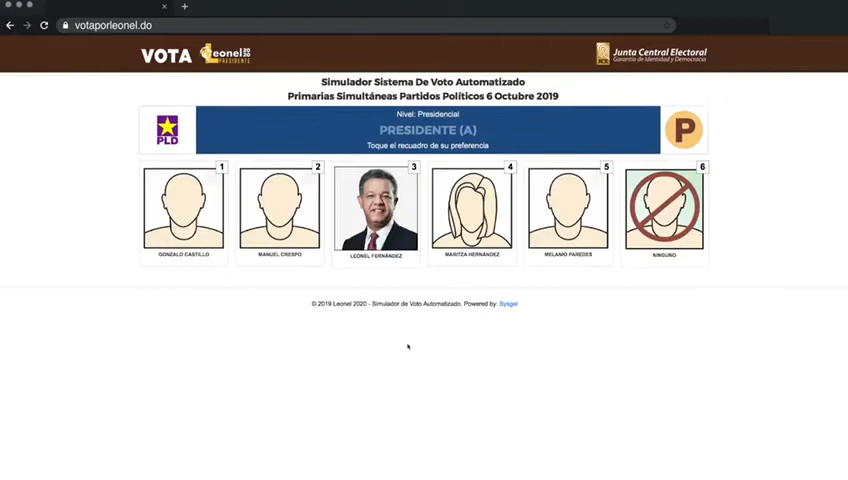 votaporleonel.do
VOTA Leonel 2020
PRESIDENTE
JCE
Junta Central Electoral
Garantía de Identidad y Democracia
Simulador Sistema De Voto Automatizado
Primarias Simultáneas Partidos Políticos 6 Octubre 2019
PLD
Nivel: Presidencial
PRESIDENTE (A)
Toque el recuadro de su preferencia
P
1
2
3
4
5
6
GONZALO CASTILLO
MANUEL CRESPO
LEONEL FERNÁNDEZ
MARITZA HERNÁNDEZ
MELANIO PAREDES
NINGUNO
© 2019 Leonel 2020 - Simulador de Voto Automatizado. Powered by: Sysgel